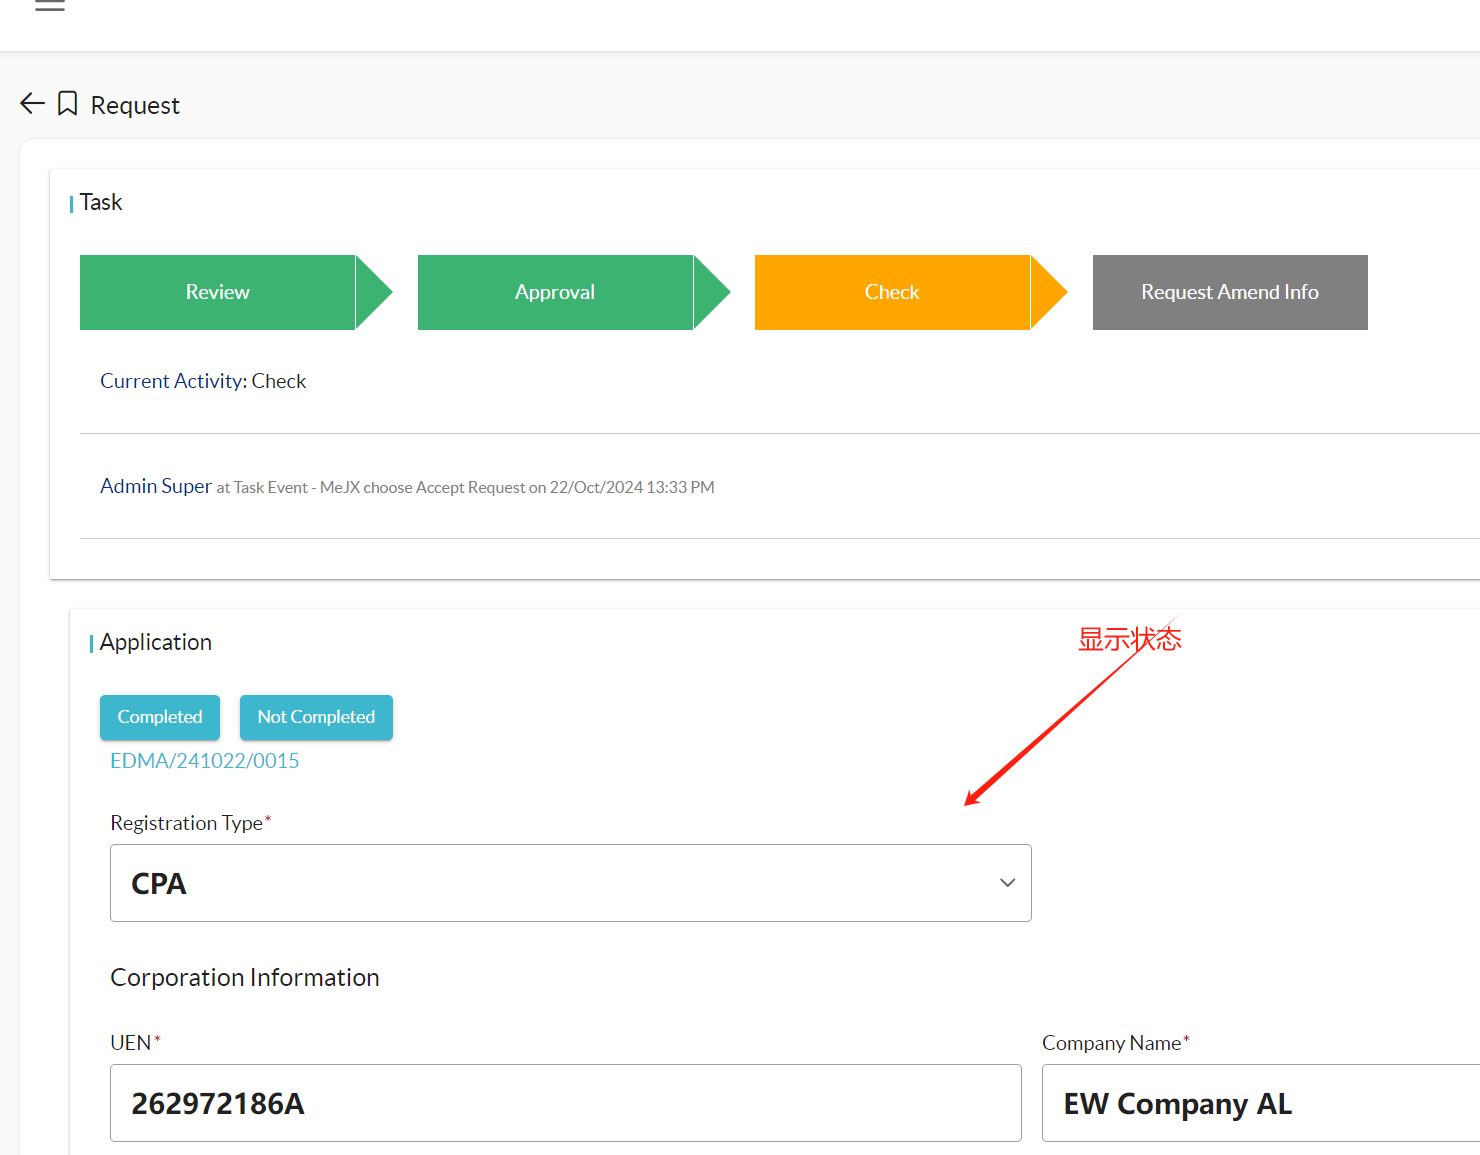 Request
Task
Review
Approval
Check
Request Amend Info
Current Activity: Check
Admin Super at Task Event - MeJX choose Accept Request on 22/Oct/2024 13:33 PM
Application
显示状态
Completed
Not Completed
EDMA/241022/0015
Registration Type*
CPA
Corporation Information
UEN*
Company Name*
262972186A
EW Company AL